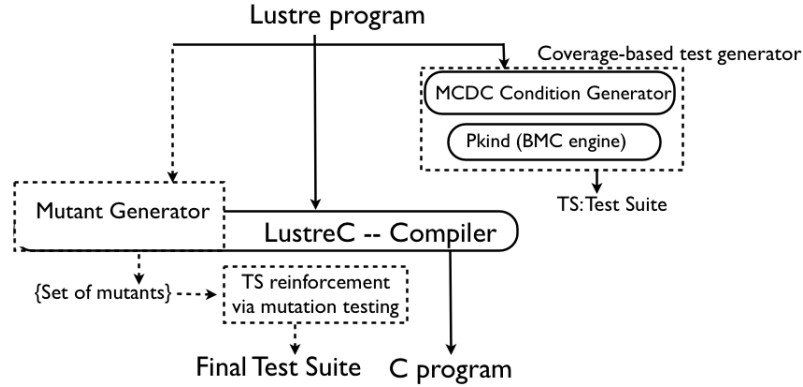 Lustre program
Coverage-based test generator
MCDC Condition Generator
Pkind (BMC engine)
TS:Test Suite
Mutant Generator
LustreC -- Compiler
{Set of mutants}
TS reinforcement
via mutation testing
Final Test Suite
C program